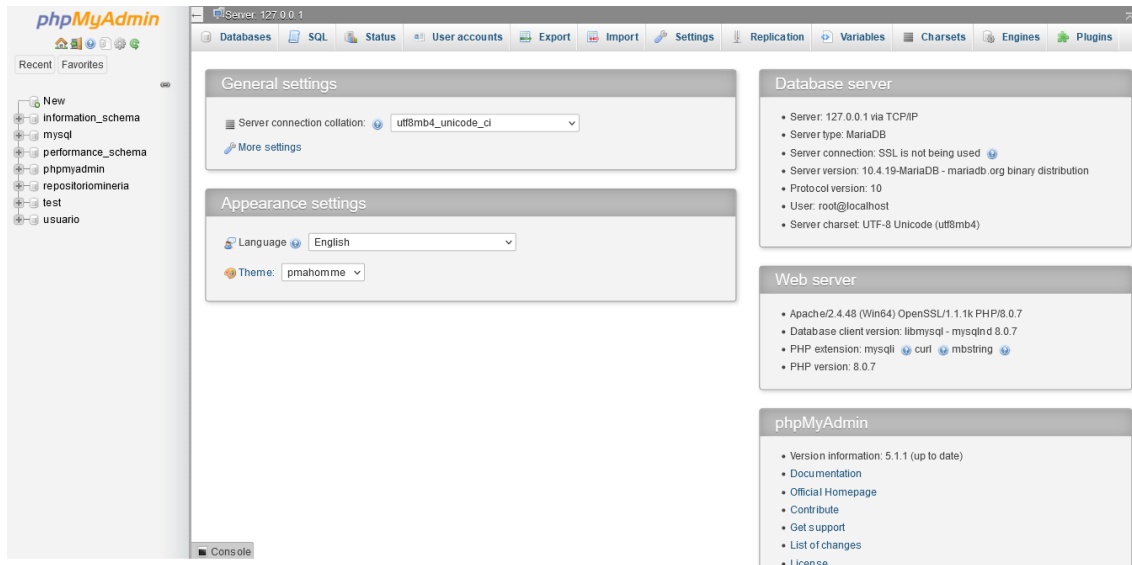 phpMyAdmin
Recent Favorites
New
information_schema
mysql
performance_schema
phpmyadmin
repositoriomineria
test
usuario
Server: 127.0.0.1
Databases SQL Status User accounts Export Import Settings Replication Variables Charsets Engines Plugins
General settings
Server connection collation: utf8mb4_unicode_ci
More settings
Appearance settings
Language English
Theme: pmahomme
Database server
• Server: 127.0.0.1 via TCP/IP
• Server type: MariaDB
• Server connection: SSL is not being used
• Server version: 10.4.19-MariaDB - mariadb.org binary distribution
• Protocol version: 10
• User: root@localhost
• Server charset: UTF-8 Unicode (utf8mb4)
Web server
• Apache/2.4.48 (Win64) OpenSSL/1.1.1k PHP/8.0.7
• Database client version: libmysql - mysqlnd 8.0.7
• PHP extension: mysqli curl mbstring
• PHP version: 8.0.7
phpMyAdmin
• Version information: 5.1.1 (up to date)
• Documentation
• Official Homepage
• Contribute
• Get support
• List of changes
• License
Console